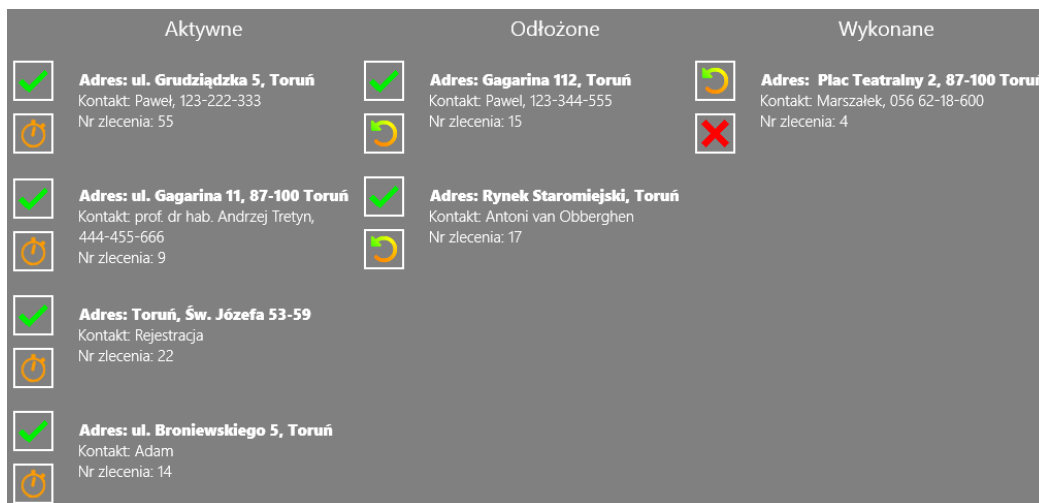 Aktywne
Adres: ul. Grudziądzka 5, Toruń
Kontakt: Paweł, 123-222-333
Nr zlecenia: 55
Adres: ul. Gagarina 11, 87-100 Toruń
Kontakt: prof. dr hab. Andrzej Tretyn,
444-455-666
Nr zlecenia: 9
Adres: Toruń, Św. Józefa 53-59
Kontakt: Rejestracja
Nr zlecenia: 22
Adres: ul. Broniewskiego 5, Toruń
Kontakt: Adam
Nr zlecenia: 14
Odłożone
Adres: Gagarina 112, Toruń
Kontakt: Pawel, 123-344-555
Nr zlecenia: 15
Adres: Rynek Staromiejski, Toruń
Kontakt: Antoni van Obberghen
Nr zlecenia: 17
Wykonane
Adres: Plac Teatralny 2, 87-100 Toruń
Kontakt: Marszałek, 056 62-18-600
Nr zlecenia: 4